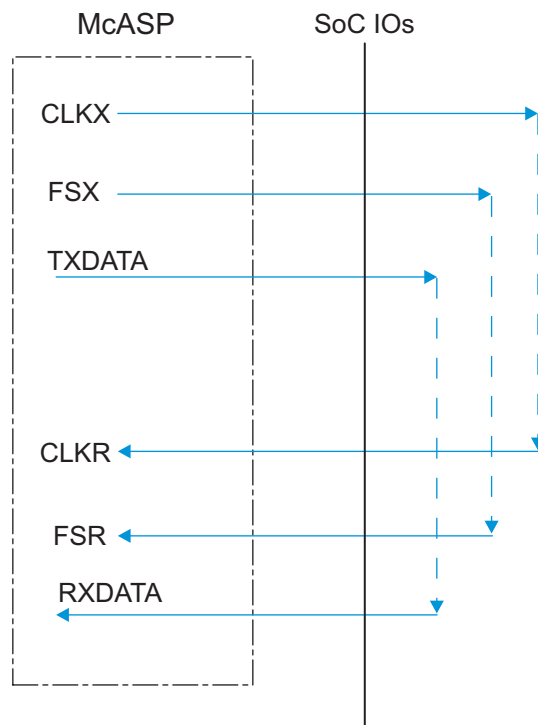 McASP
SoC IOs
CLKX
FSX
TXDATA
CLKR
FSR
RXDATA